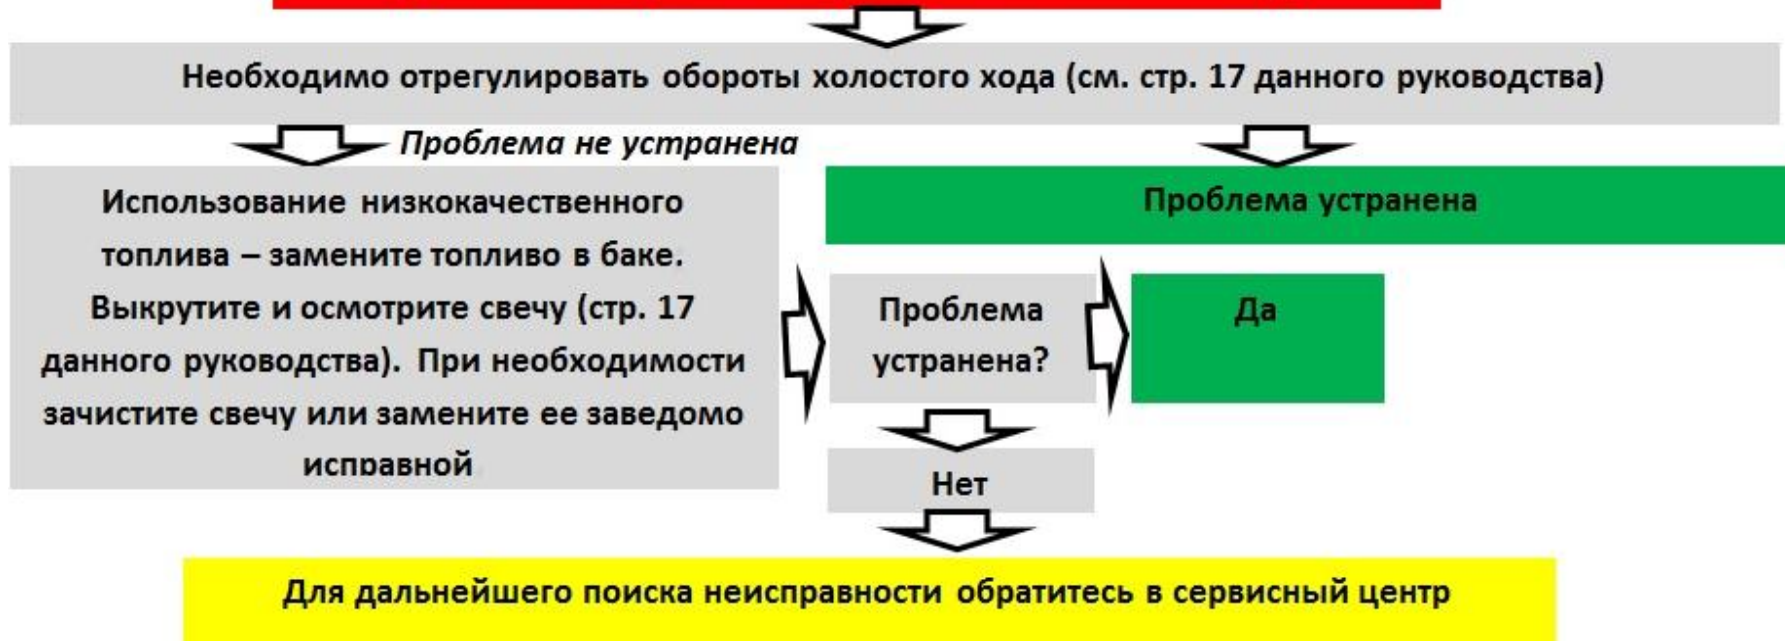 Необходимо отрегулировать обороты холостого хода (см. стр. 17 данного руководства)
Проблема не устранена
Использование низкокачественного
топлива – замените топливо в баке.
Выкрутите и осмотрите свечу (стр. 17
данного руководства). При необходимости
зачистите свечу или замените ее заведомо
исправной
Проблема устранена
Проблема
устранена?
Да
Нет
Для дальнейшего поиска неисправности обратитесь в сервисный центр